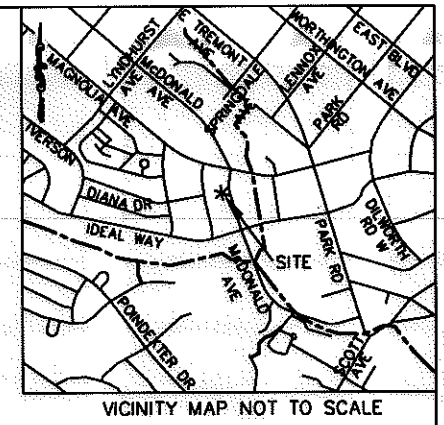 E TREMONT
WORTHINGTON AVE
EAST BLVD
LYNDHURST AVE
McDONALD AVE
SPRINGDALE
LENNOX AVE
PARK RD
MAGNOLIA AVE
IVERSON
DIANA DR
IDEAL WAY
McDONALD AVE
SITE
PARK RD
DILWORTH RD W
POINDEXTER DR
SCOTT AVE
VICINITY MAP NOT TO SCALE